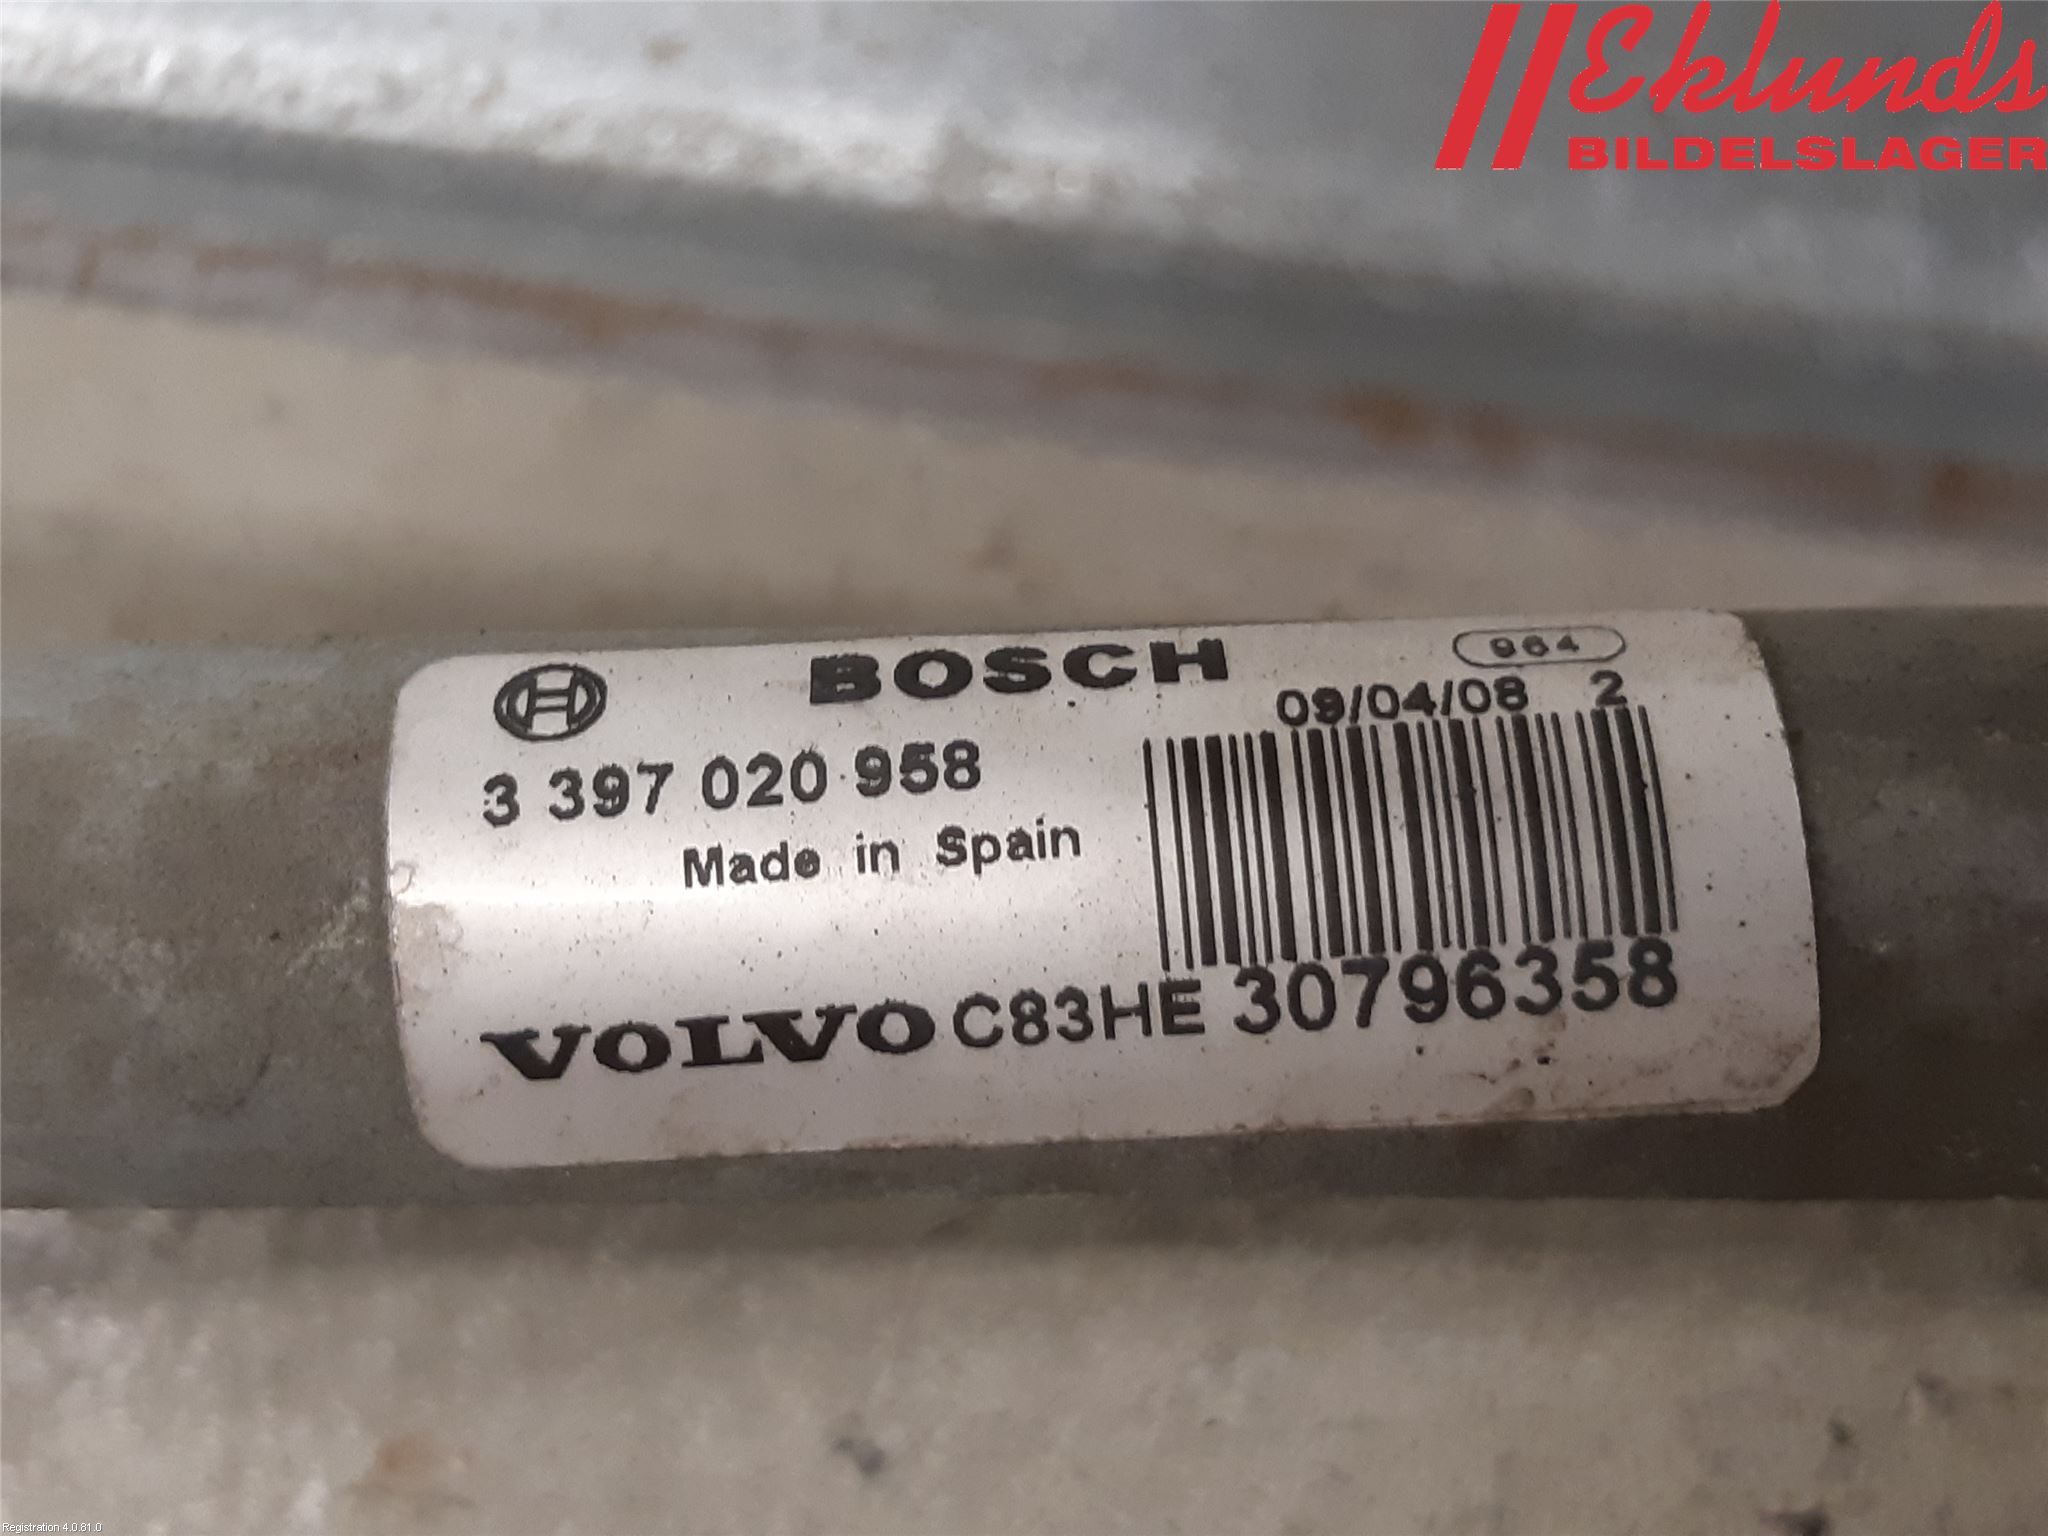 Eklunds
BILDELSLAGER
BOSCH
964
09/04/08 2
3 397 020 958
Made in Spain
VOLVO C83HE 30796358
Registration 4.0.81.0